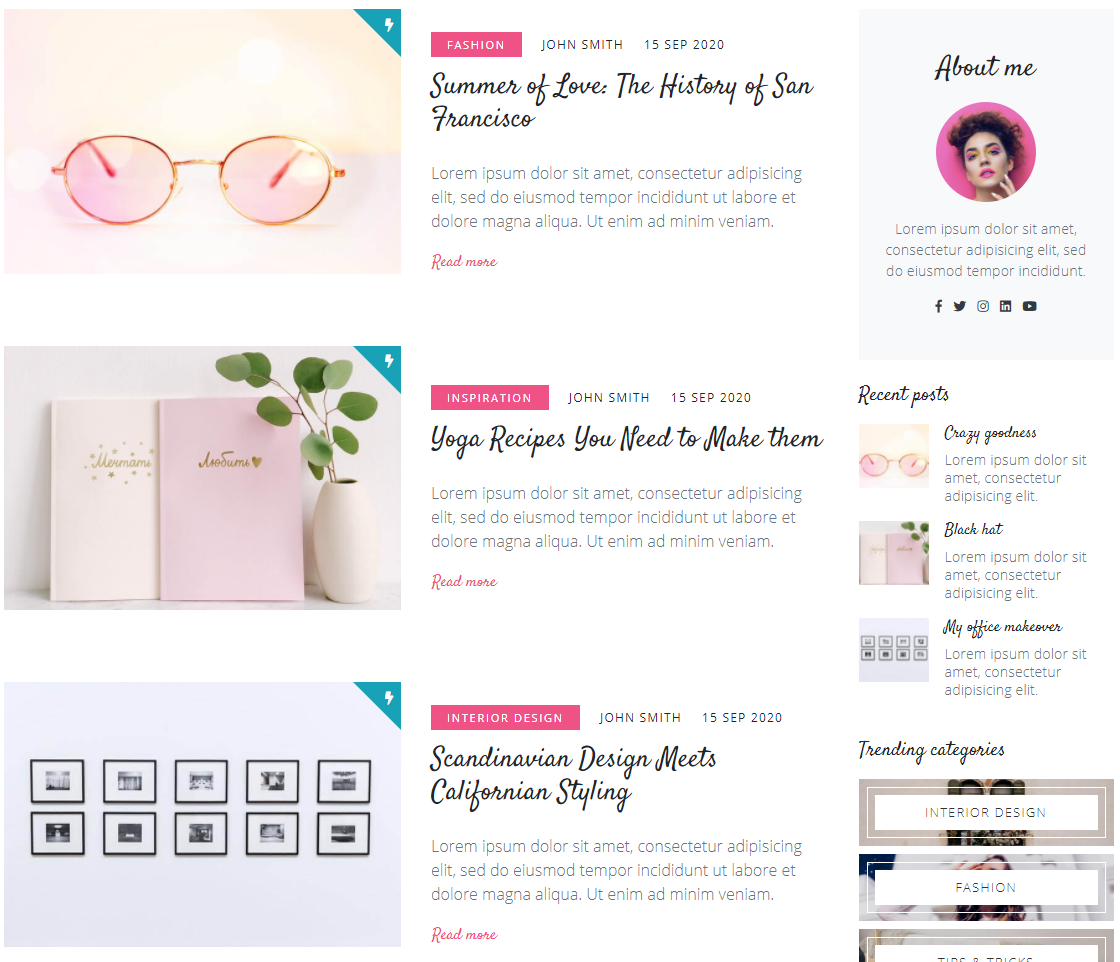 FASHION JOHN SMITH 15 SEP 2020
Summer of Love: The History of San
Francisco
Lorem ipsum dolor sit amet, consectetur adipisicing
elit, sed do eiusmod tempor incididunt ut labore et
dolore magna aliqua. Ut enim ad minim veniam.
Read more
Мечтать
Любить
INSPIRATION JOHN SMITH 15 SEP 2020
Yoga Recipes You Need to Make them
Lorem ipsum dolor sit amet, consectetur adipisicing
elit, sed do eiusmod tempor incididunt ut labore et
dolore magna aliqua. Ut enim ad minim veniam.
Read more
INTERIOR DESIGN JOHN SMITH 15 SEP 2020
Scandinavian Design Meets
Californian Styling
Lorem ipsum dolor sit amet, consectetur adipisicing
elit, sed do eiusmod tempor incididunt ut labore et
dolore magna aliqua. Ut enim ad minim veniam.
Read more
About me
Lorem ipsum dolor sit amet,
consectetur adipisicing elit, sed
do eiusmod tempor incididunt.
Recent posts
Crazy goodness
Lorem ipsum dolor sit
amet, consectetur
adipisicing elit.
Black hat
Lorem ipsum dolor sit
amet, consectetur
adipisicing elit.
My office makeover
Lorem ipsum dolor sit
amet, consectetur
adipisicing elit.
Trending categories
INTERIOR DESIGN
FASHION
TIPS & TRICKS